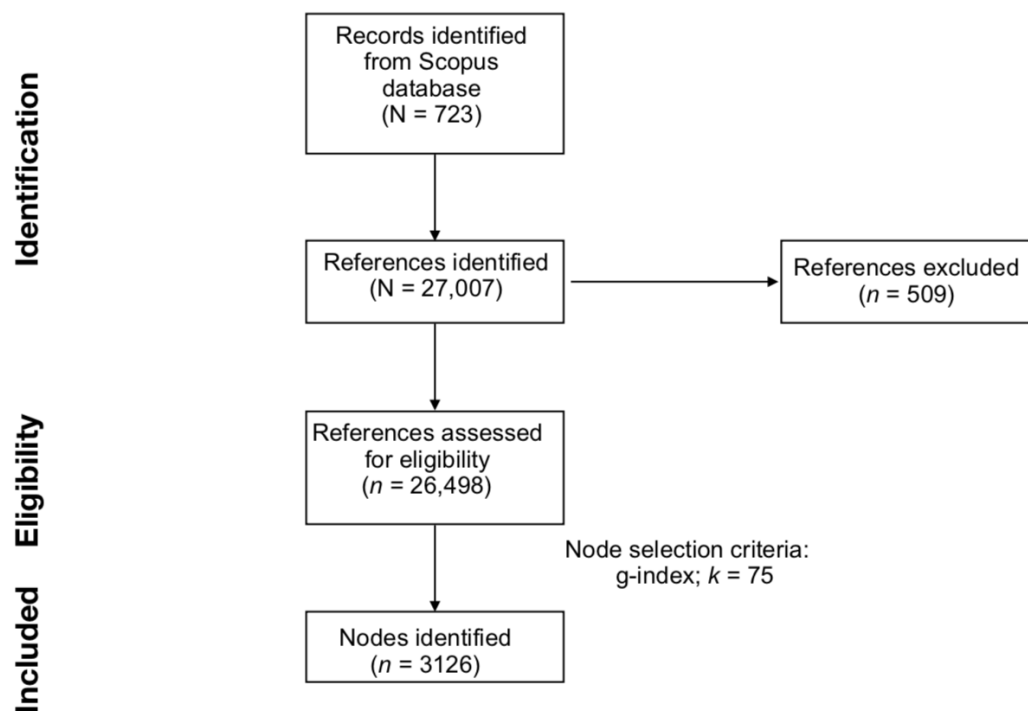 Identification
Records identified
from Scopus
database
(N = 723)
References identified
(N = 27,007)
References excluded
(n = 509)
Eligibility
References assessed
for eligibility
(n = 26,498)
Node selection criteria:
g-index; k = 75
Included
Nodes identified
(n = 3126)